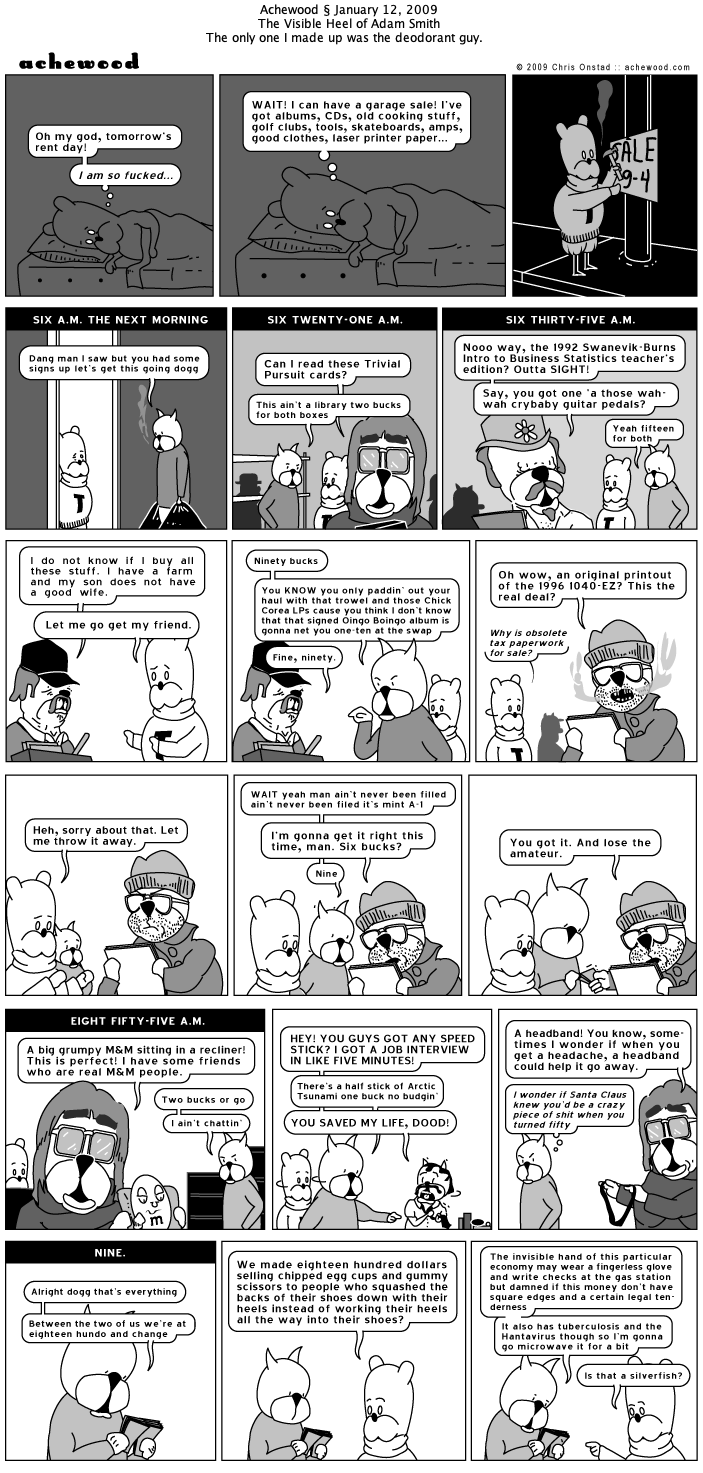 Achewood § January 12, 2009
The Visible Heel of Adam Smith
The only one I made up was the deodorant guy.
achewood
© 2009 Chris Onstad :: achewood.com
Oh my god, tomorrow's
rent day!
I am so fucked...
WAIT! I can have a garage sale! I've
got albums, CDs, old cooking stuff,
golf clubs, tools, skateboards, amps,
good clothes, laser printer paper...
SALE
9-4
T
SIX A.M. THE NEXT MORNING
Dang man I saw but you had some
signs up let's get this going dogg
T
SIX TWENTY-ONE A.M.
Can I read these Trivial
Pursuit cards?
This ain't a library two bucks
for both boxes
T
SIX THIRTY-FIVE A.M.
Nooo way, the 1992 Swanevik-Burns
Intro to Business Statistics teacher's
edition? Outta SIGHT!
Say, you got one 'a those wah-
wah crybaby guitar pedals?
Yeah fifteen
for both
T
I do not know if I buy all
these stuff. I have a farm
and my son does not have
a good wife.
Let me go get my friend.
T
Ninety bucks
You KNOW you only paddin' out your
haul with that trowel and those Chick
Corea LPs cause you think I don't know
that that signed Oingo Boingo album is
gonna net you one-ten at the swap
Fine, ninety.
Oh wow, an original printout
of the 1996 1040-EZ? This the
real deal?
Why is obsolete
tax paperwork
for sale?
T
Heh, sorry about that. Let
me throw it away.
WAIT yeah man ain't never been filled
ain't never been filed it's mint A-1
I'm gonna get it right this
time, man. Six bucks?
Nine
You got it. And lose the
amateur.
EIGHT FIFTY-FIVE A.M.
A big grumpy M&M sitting in a recliner!
This is perfect! I have some friends
who are real M&M people.
Two bucks or go
I ain't chattin'
m
HEY! YOU GUYS GOT ANY SPEED
STICK? I GOT A JOB INTERVIEW
IN LIKE FIVE MINUTES!
There's a half stick of Arctic
Tsunami one buck no budgin'
YOU SAVED MY LIFE, DOOD!
A headband! You know, some-
times I wonder if when you
get a headache, a headband
could help it go away.
I wonder if Santa Claus
knew you'd be a crazy
piece of shit when you
turned fifty
NINE.
Alright dogg that's everything
Between the two of us we're at
eighteen hundo and change
We made eighteen hundred dollars
selling chipped egg cups and gummy
scissors to people who squashed the
backs of their shoes down with their
heels instead of working their heels
all the way into their shoes?
The invisible hand of this particular
economy may wear a fingerless glove
and write checks at the gas station
but damned if this money don't have
square edges and a certain legal ten-
derness
It also has tuberculosis and the
Hantavirus though so I'm gonna
go microwave it for a bit
Is that a silverfish?